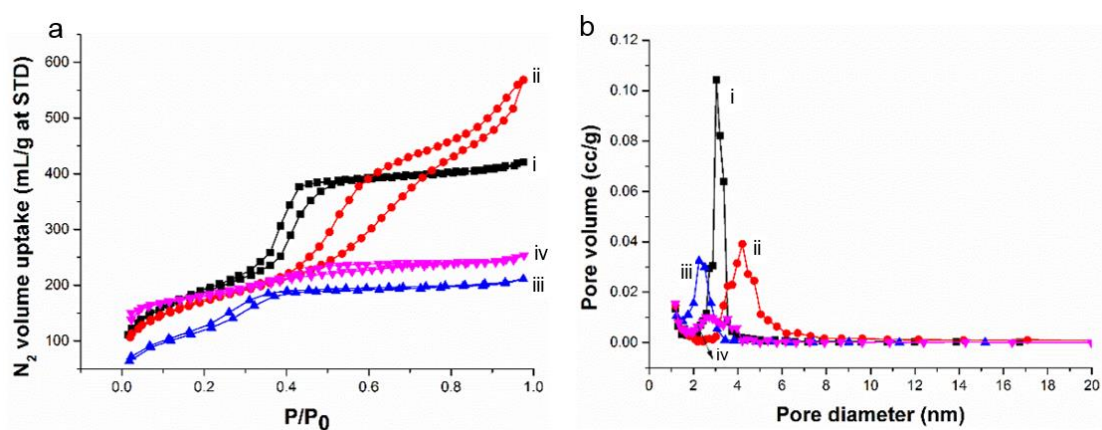 a
N2 volume uptake (mL/g at STD)
600
500
400
300
200
100
0.0 0.2 0.4 0.6 0.8 1.0
P/P0
ii
i
iv
iii
b
Pore volume (cc/g)
0.12
0.10
0.08
0.06
0.04
0.02
0.00
0 2 4 6 8 10 12 14 16 18 20
Pore diameter (nm)
i
ii
iii
iv